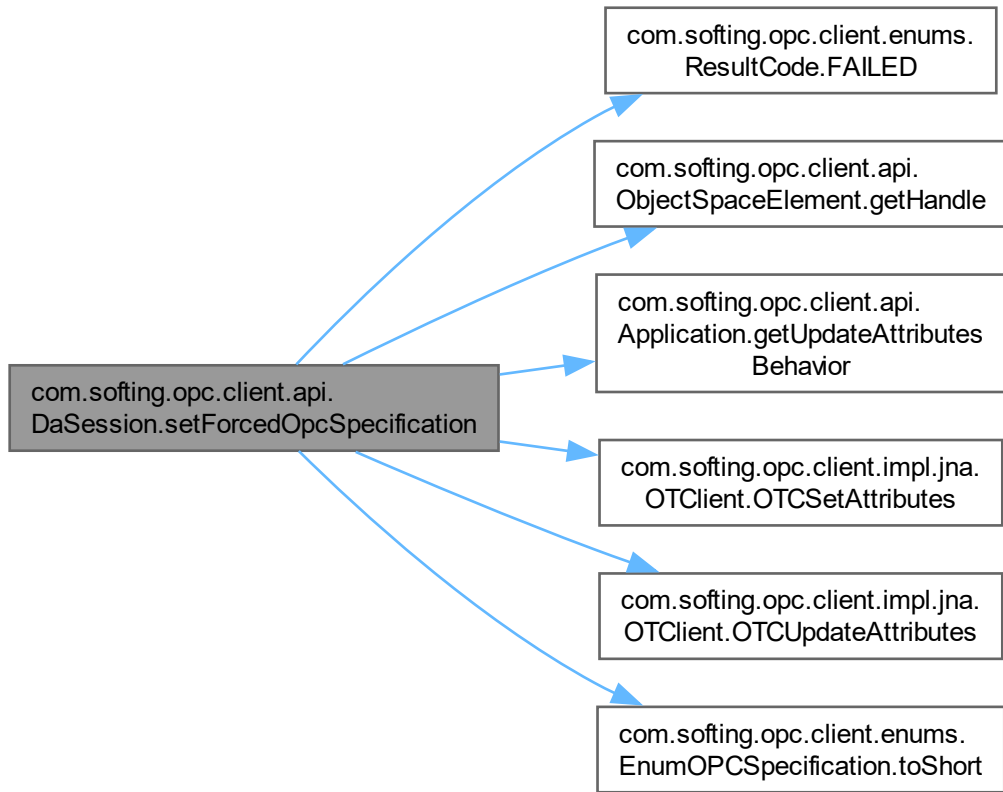 com.softing.opc.client.enums.
ResultCode.FAILED
com.softing.opc.client.api.
ObjectSpaceElement.getHandle
com.softing.opc.client.api.
Application.getUpdateAttributes
Behavior
com.softing.opc.client.api.
DaSession.setForcedOpcSpecification
com.softing.opc.client.impl.jna.
OTClient.OTCSetAttributes
com.softing.opc.client.impl.jna.
OTClient.OTCUpdateAttributes
com.softing.opc.client.enums.
EnumOPCSpecification.toShort